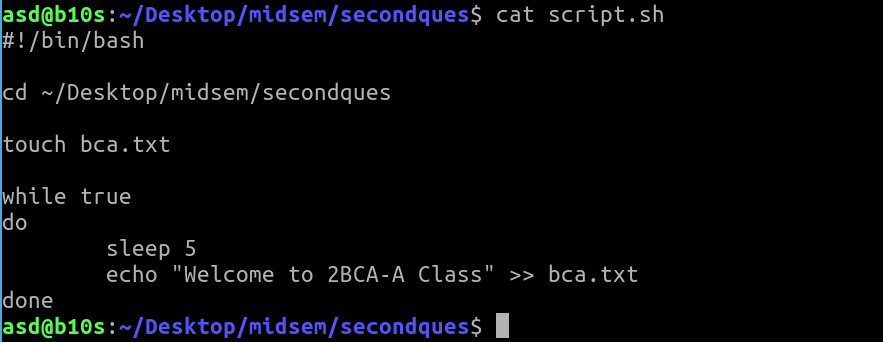 asd@b10s:~/Desktop/midsem/secondques$ cat script.sh
#!/bin/bash
cd ~/Desktop/midsem/secondques
touch bca.txt
while true
do
sleep 5
echo "Welcome to 2BCA-A Class" >> bca.txt
done
asd@b10s:~/Desktop/midsem/secondques$